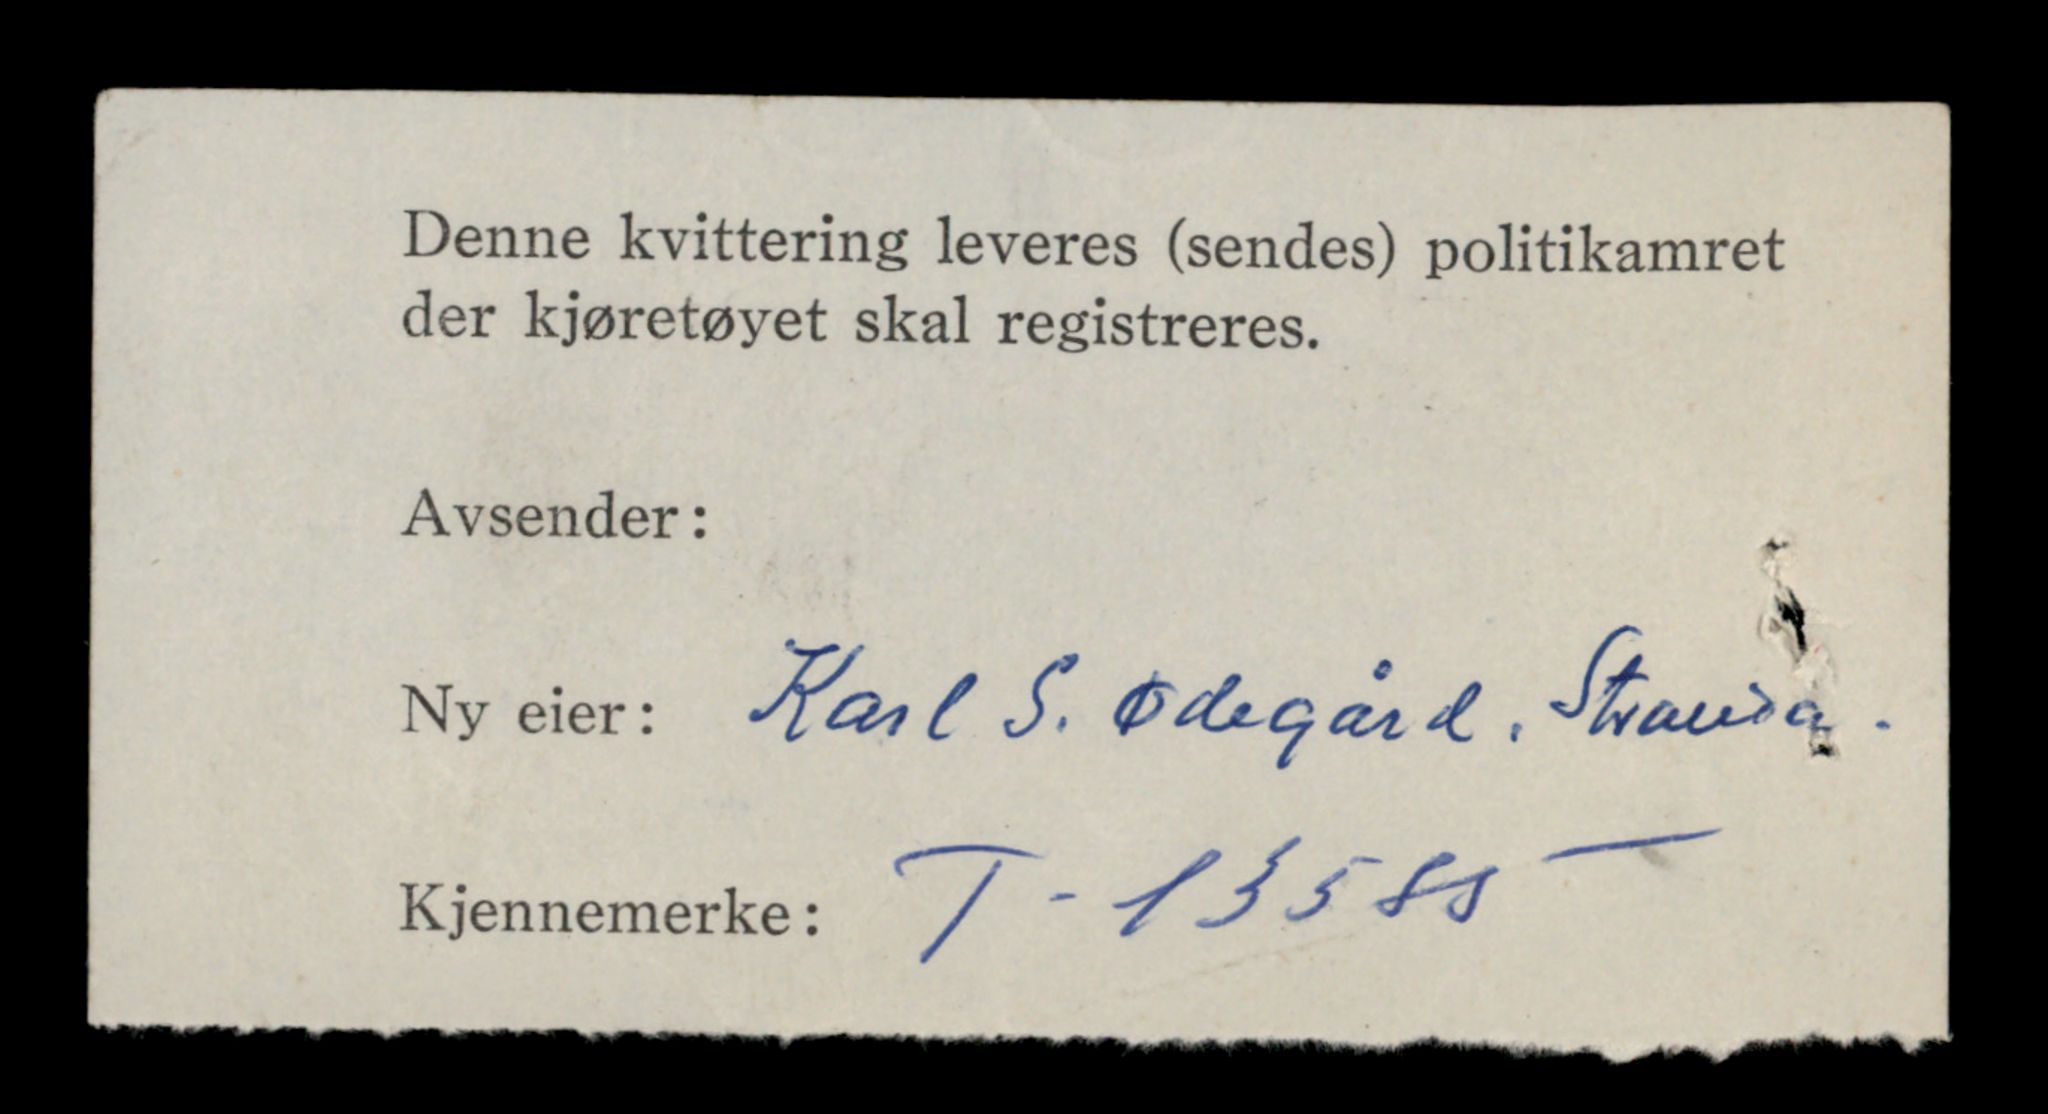 Denne kvittering leveres (sendes) politikamret
der kjøretøyet skal registreres.
Avsender:
Ny eier: Karl S. Ødegård. Stranda.
Kjennemerke: T-13588